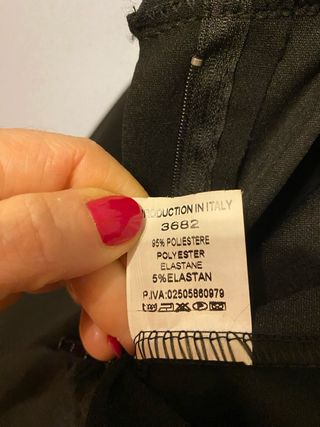 PRODUCTION IN ITALY
3682
95% POLIESTERE
POLYESTER
ELASTANE
5% ELASTAN
P.IVA:02505860979